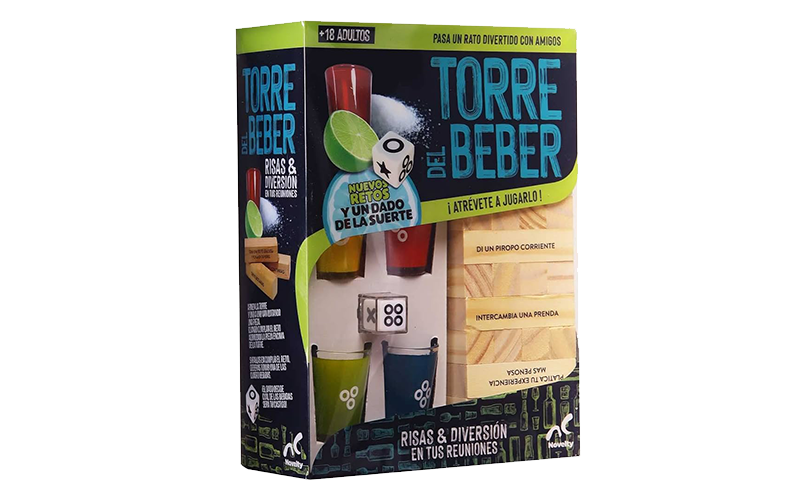 +18 ADULTOS
PASA UN RATO DIVERTIDO CON AMIGOS
TORRE
DEL BEBER
¡ ATRÉVETE A JUGARLO !
NUEVOS
RETOS
Y UN DADO
DE LA SUERTE
DI UN PIROPO CORRIENTE
INTERCAMBIA UNA PRENDA
PLATICA TU EXPERIENCIA
MAS PENOSA
RISAS & DIVERSIÓN
EN TUS REUNIONES
Novelty
TORRE
DEL BEBER
RISAS &
DIVERSIÓN
EN TUS REUNIONES
Novelty